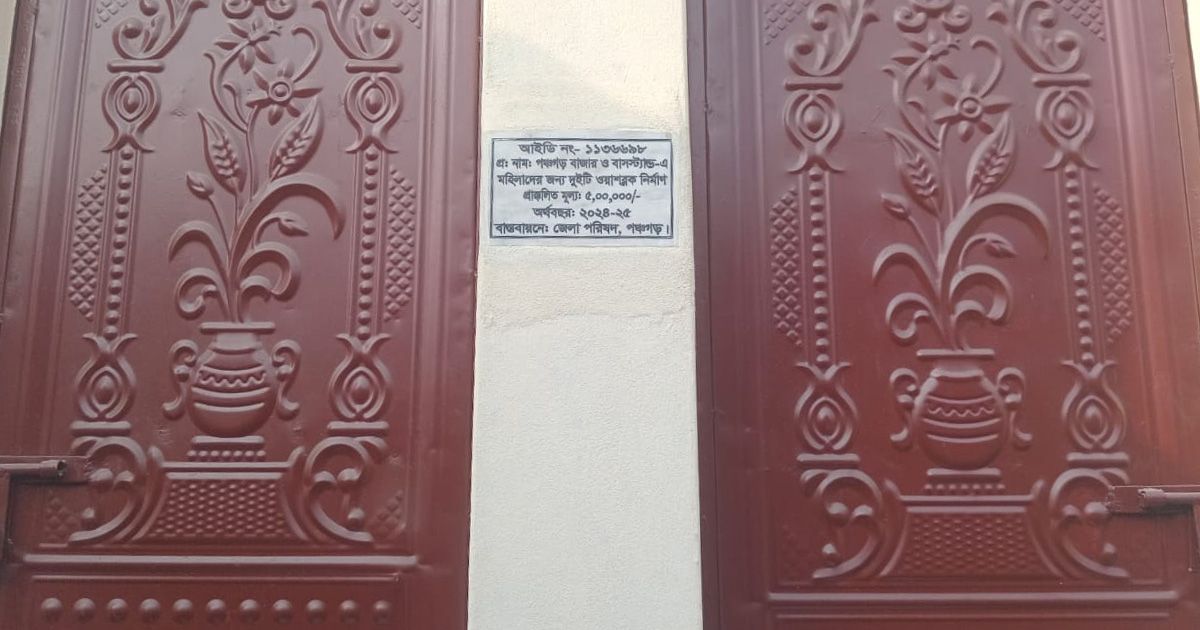 আইডি নং- ১১৩৬৬৯৮
প্র: নাম: পঞ্চগড় বাজার ও বাসস্ট্যান্ড-এ
মহিলাদের জন্য দুইটি ওয়াশব্লক নির্মাণ
প্রাক্কলিত মূল্য: ৫,০০,০০০/-
অর্থবছর: ২০২৪-২৫
বাস্তবায়নে: জেলা পরিষদ, পঞ্চগড়।